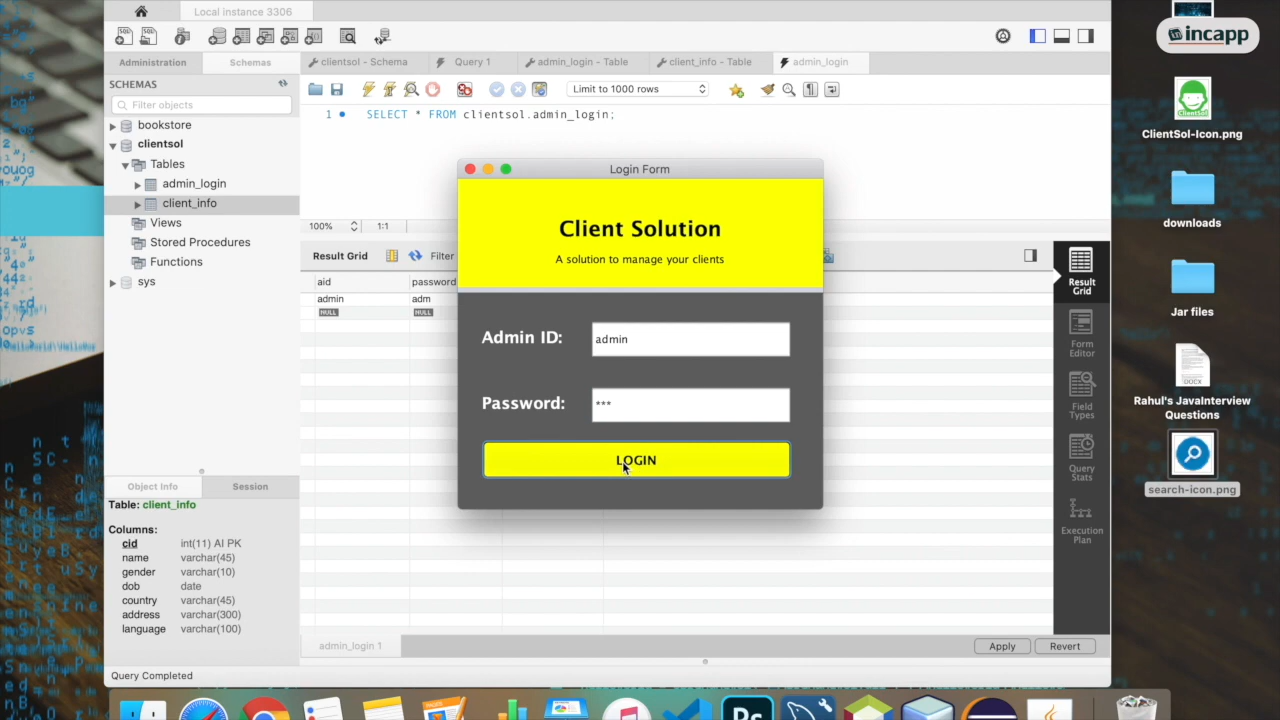 Local instance 3306
incapp
Administration
Schemas
clientsol - Schema
Query 1
admin_login - Table
client_info - Table
admin_login
SCHEMAS
Filter objects
Limit to 1000 rows
bookstore
clientsol
Tables
admin_login
client_info
Views
Stored Procedures
Functions
sys
1
SELECT * FROM clientsol.admin_login;
100%
1:1
Result Grid
Filter
aid
password
admin
adm
NULL
NULL
Login Form
Client Solution
A solution to manage your clients
Admin ID:
admin
Password:
***
LOGIN
Result
Grid
Form
Editor
Field
Types
Query
Stats
Execution
Plan
Object Info
Session
Table: client_info
Columns:
cid int(11) AI PK
name varchar(45)
gender varchar(10)
dob date
country varchar(45)
address varchar(300)
language varchar(100)
admin_login 1
Apply
Revert
Query Completed
ClientSol-Icon.png
downloads
Jar files
DOCX
Rahul's JavaInterview
Questions
search-icon.png